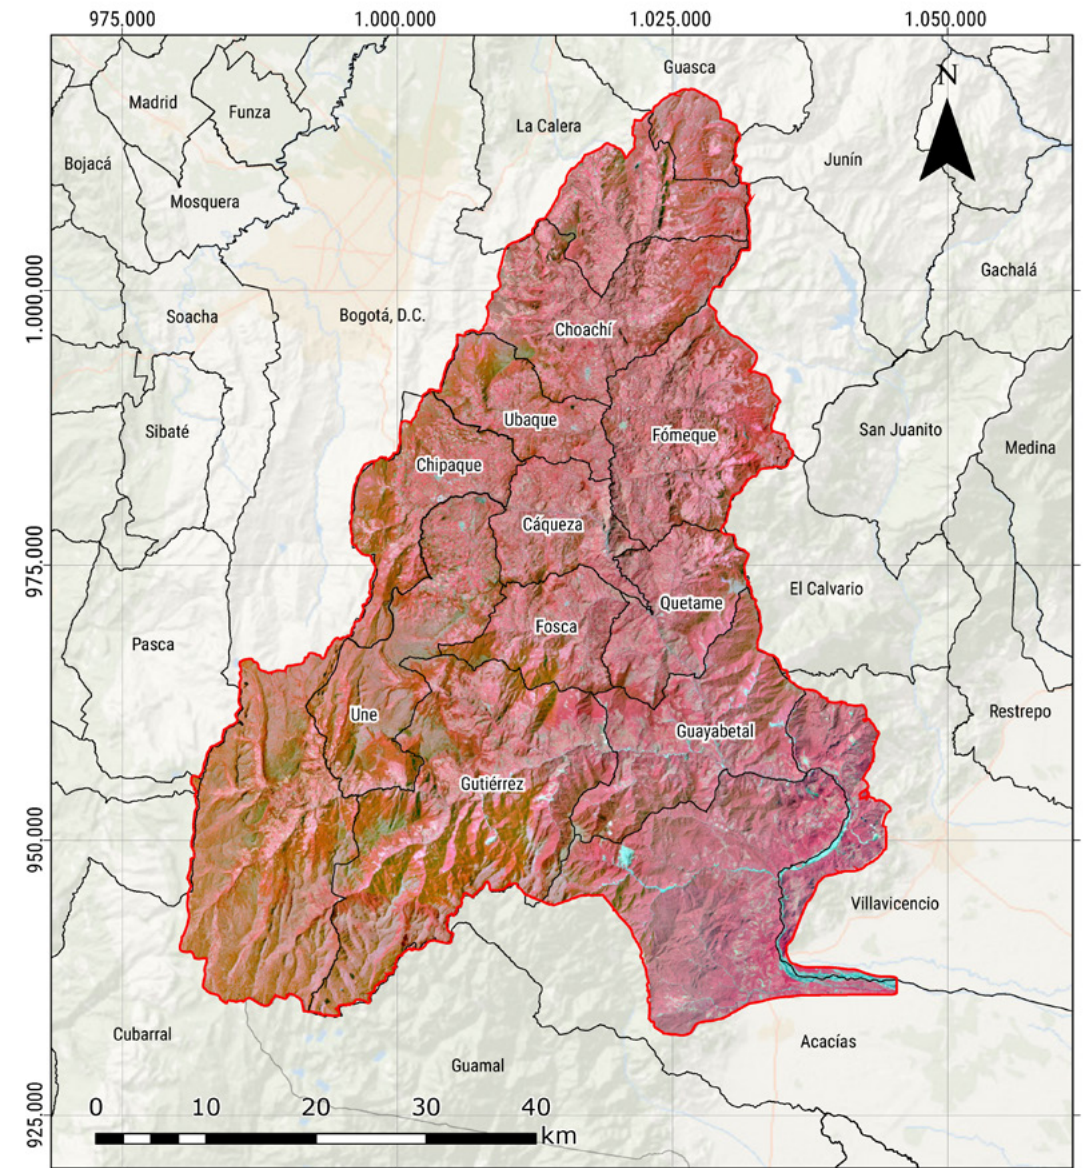 975.000 1.000.000 1.025.000 1.050.000
Guasca
N
Madrid
Funza
La Calera
Bojacá
Junín
Mosquera
Gachalá
1.000.000
Soacha
Bogotá, D.C.
Choachí
Ubaque
Sibaté
Fómeque
San Juanito
Medina
Chipaque
Cáqueza
975.000
El Calvario
Quetame
Fosca
Pasca
Une
Restrepo
Guayabetal
Gutiérrez
950.000
Villavicencio
Cubarral
Acacías
Guamal
925.000
0 10 20 30 40
km